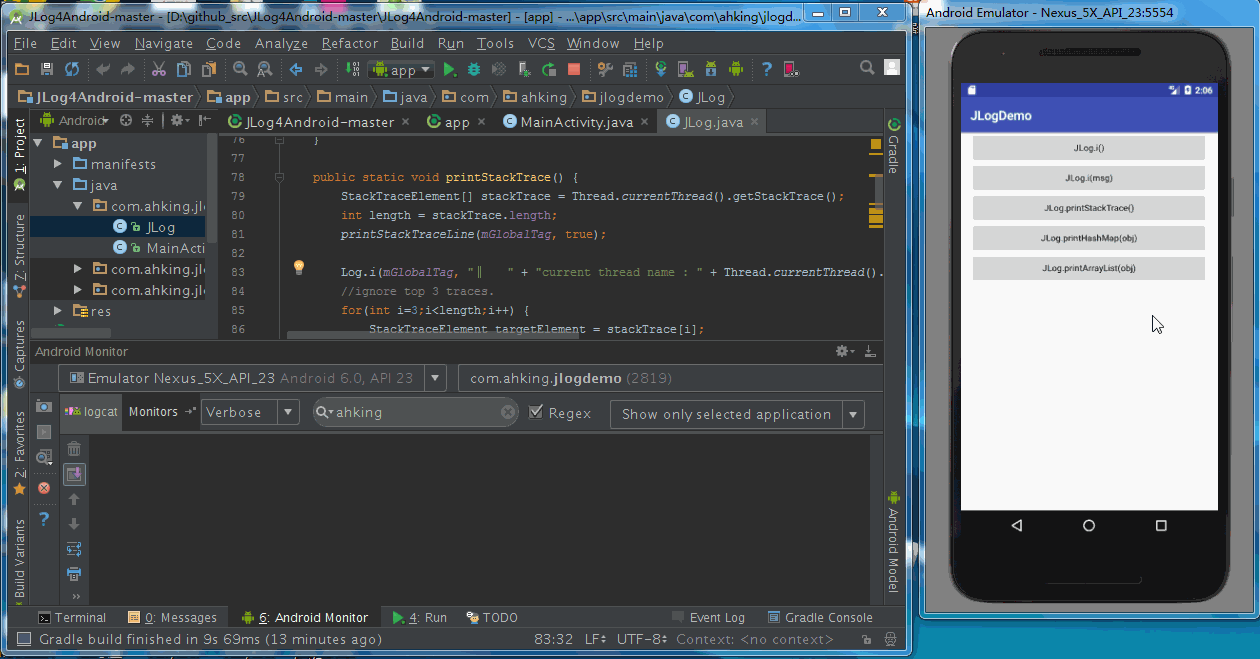 JLog4Android-master - [D:\github_src\JLog4Android-master\JLog4Android-master] - [app] - ...\app\src\main\java\com\ahking\jlogd...
File Edit View Navigate Code Analyze Refactor Build Run Tools VCS Window Help
app
JLog4Android-master app src main java com ahking jlogdemo JLog
Android
JLog4Android-master app MainActivity.java JLog.java
1: Project
Z: Structure
Captures
2: Favorites
Build Variants
app
manifests
java
com.ahking.jl
JLog
MainActi
com.ahking.jl
com.ahking.jl
res
76 }
77
78 public static void printStackTrace() {
79 StackTraceElement[] stackTrace = Thread.currentThread().getStackTrace();
80 int length = stackTrace.length;
81 printStackTraceLine(mGlobalTag, true);
82
83 Log.i(mGlobalTag, "║   " + "current thread name : " + Thread.currentThread().
84 //ignore top 3 traces.
85 for(int i=3;i<length;i++) {
86 StackTraceElement targetElement = stackTrace[i];
Gradle
Android Model
Android Monitor
Emulator Nexus_5X_API_23 Android 6.0, API 23 com.ahking.jlogdemo (2819)
logcat Monitors Verbose ahking Regex Show only selected application
Terminal 0: Messages 6: Android Monitor 4: Run TODO Event Log Gradle Console
Gradle build finished in 9s 69ms (13 minutes ago) 83:32 LF UTF-8 Context: <no context>
Android Emulator - Nexus_5X_API_23:5554
2:06
JLogDemo
JLog.i()
JLog.i(msg)
JLog.printStackTrace()
JLog.printHashMap(obj)
JLog.printArrayList(obj)